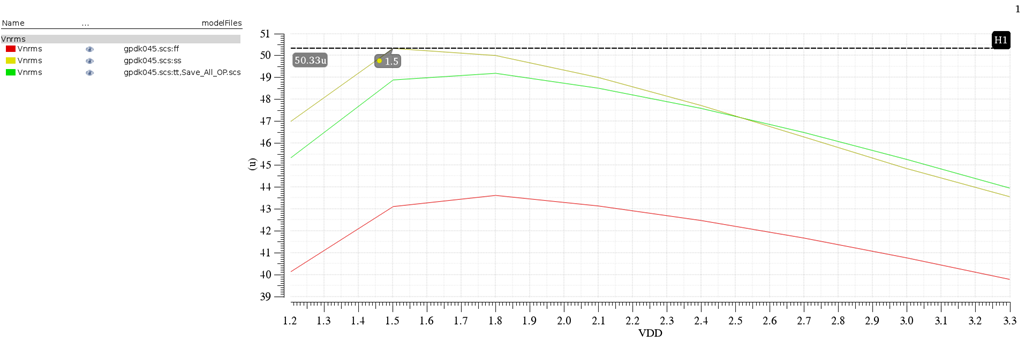 1
Name ... modelFiles
Vnrms
Vnrms gpdk045.scs:ff
Vnrms gpdk045.scs:ss
Vnrms gpdk045.scs:tt,Save_All_OP.scs
51
50
49
48
47
46
45
44
43
42
41
40
39
(u)
H1
50.33u
1.5
1.2 1.3 1.4 1.5 1.6 1.7 1.8 1.9 2.0 2.1 2.2 2.3 2.4 2.5 2.6 2.7 2.8 2.9 3.0 3.1 3.2 3.3
VDD